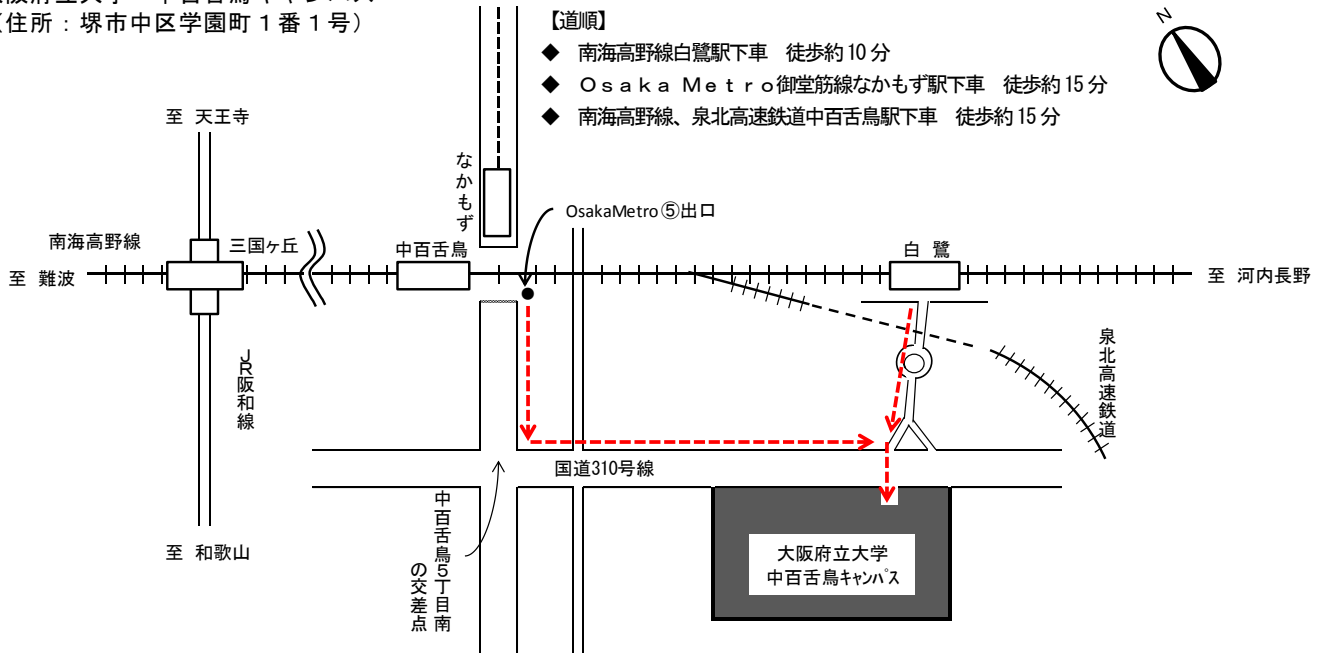 (住所：堺市中区学園町１番１号)
【道順】
◆ 南海高野線白鷺駅下車 徒歩約10分
◆ Ｏｓａｋａ Ｍｅｔｒｏ御堂筋線なかもず駅下車 徒歩約15分
◆ 南海高野線、泉北高速鉄道中百舌鳥駅下車 徒歩約15分
N
至 天王寺
なかもず
OsakaMetro⑤出口
南海高野線
三国ヶ丘
中百舌鳥
白 鷺
至 難波
至 河内長野
ＪＲ阪和線
泉北高速鉄道
国道310号線
中百舌鳥５丁目南
の交差点
至 和歌山
大阪府立大学
中百舌鳥ｷｬﾝﾊﾟｽ